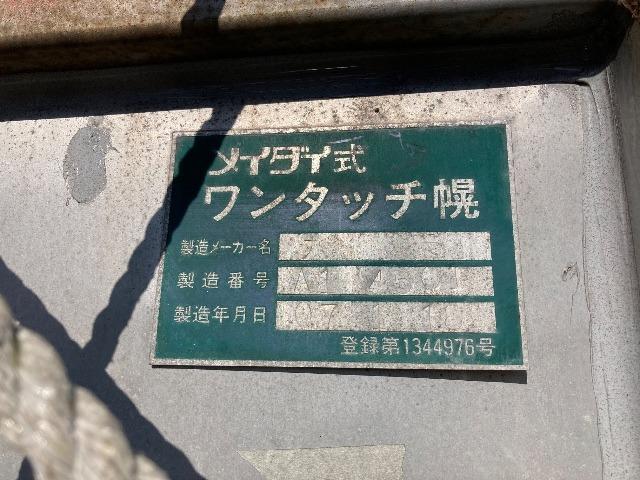 メイダイ式
ワンタッチ幌
製造メーカー名
製造番号
製造年月日
登録第1344976号